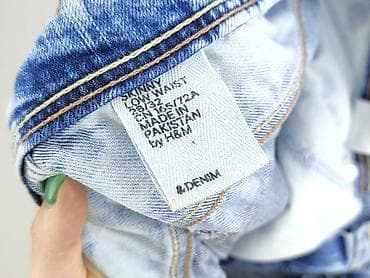 SKINNY
LOW WAIST
28/32
CN 165/72A
MADE IN
PAKISTAN
by H&M
&DENIM